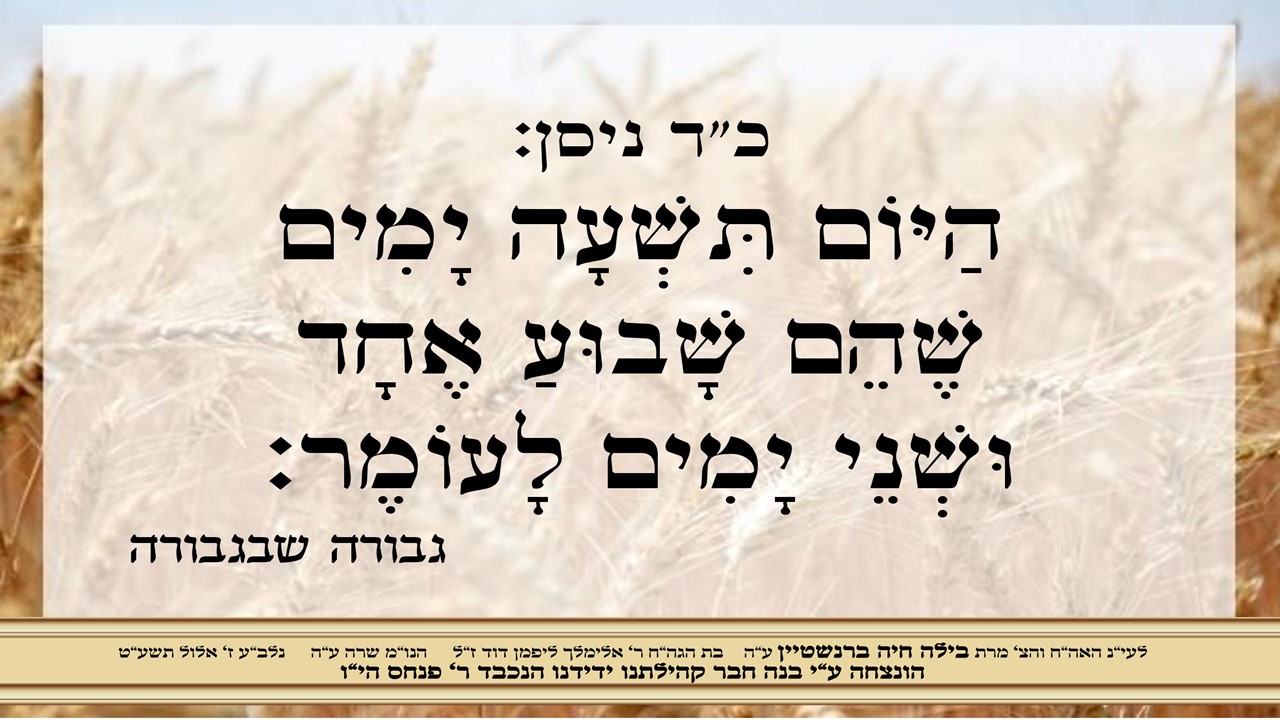 כ״ד ניסן:
הַיּוֹם תִּשְׁעָה יָמִים
שֶׁהֵם שָׁבוּעַ אֶחָד
וּשְׁנֵי יָמִים לָעוֹמֶר:
גבורה שבגבורה
לעי״נ האה״ח והצ׳ מרת בילה חיה ברנשטיין ע״ה בת הגה״ח ר׳ אלימלך ליפמן דוד ז״ל הנו״מ שרה ע״ה נלב״ע ז׳ אלול תשע״ט
הונצחה ע״י בנה חבר קהילתנו ידידנו הנכבד ר׳ פנחס הי״ו